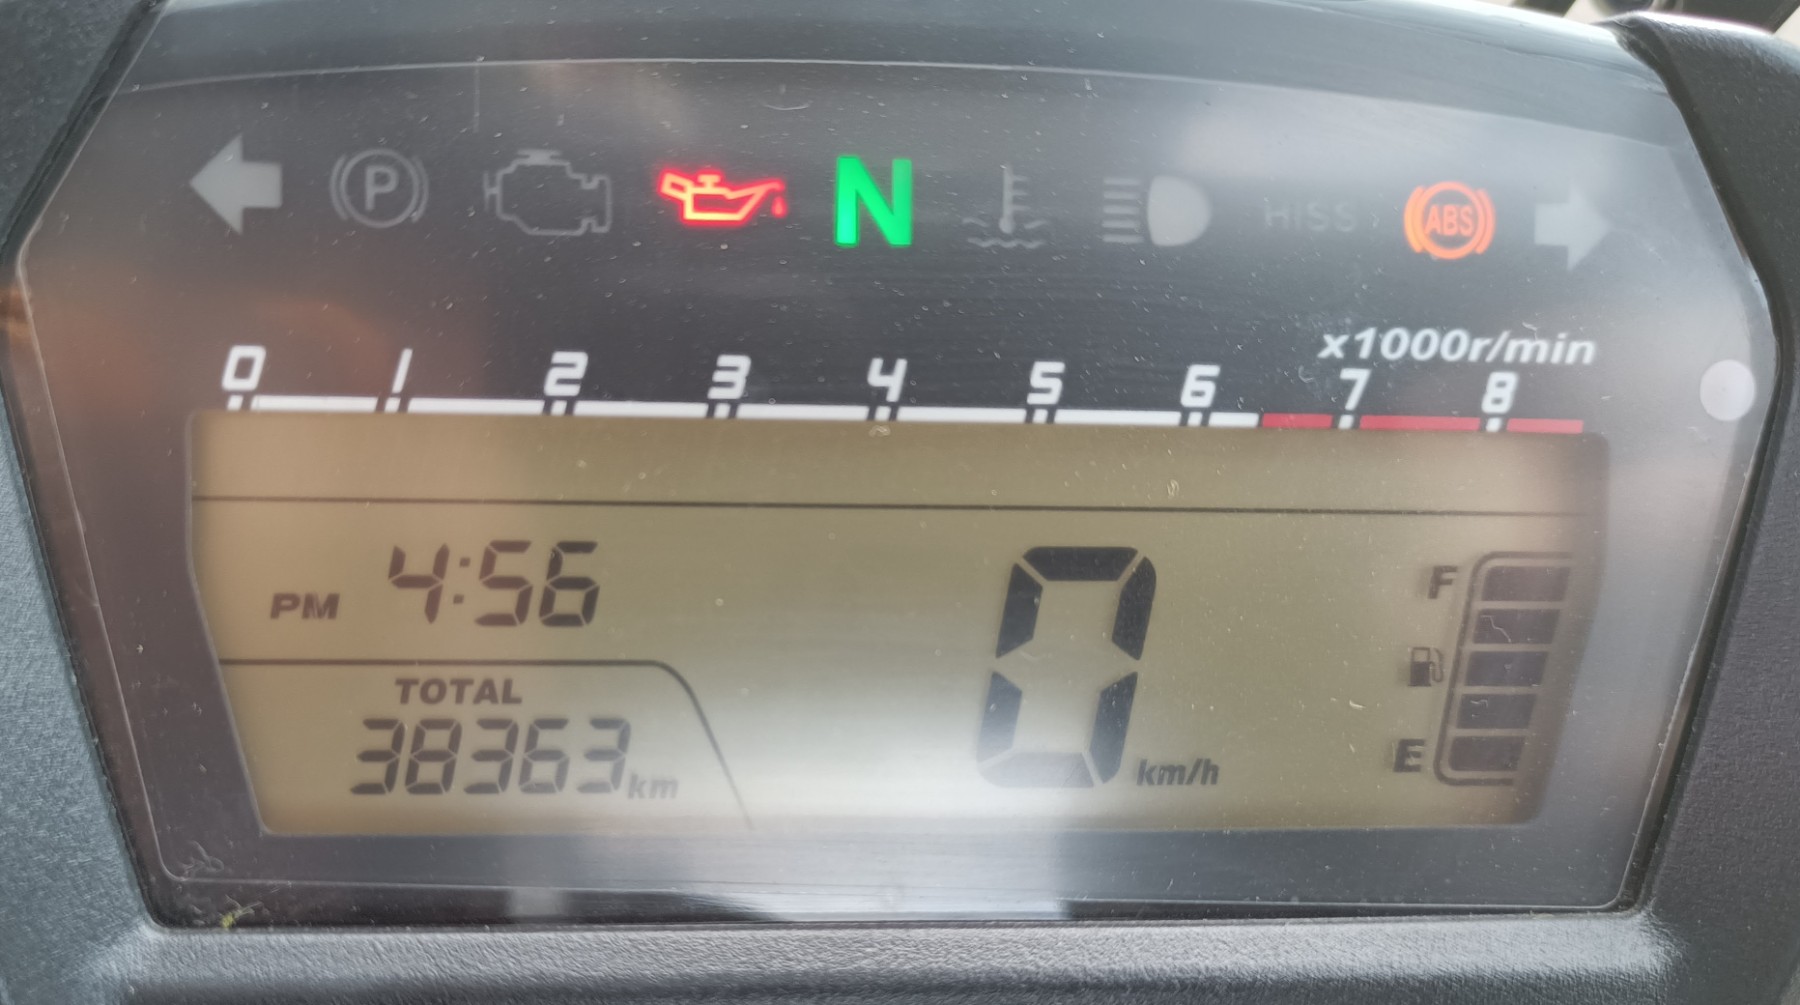 P N HISS ABS
x1000r/min
0 1 2 3 4 5 6 7 8
PM 4:56
TOTAL
38363km
0 km/h
F
E